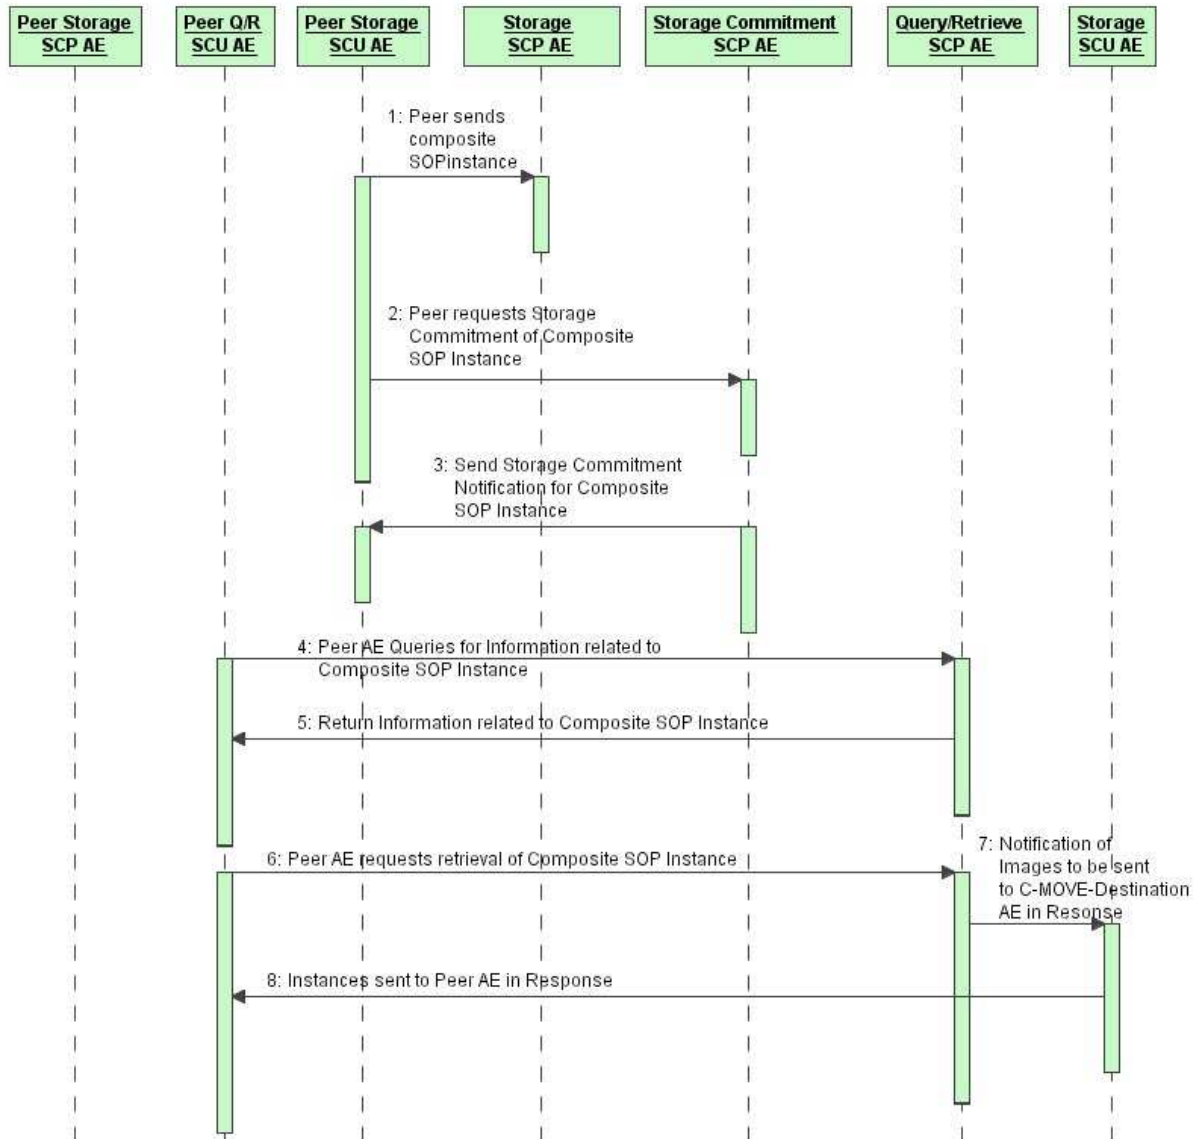 Peer Storage
SCP AE
Peer Q/R
SCU AE
Peer Storage
SCU AE
Storage
SCP AE
Storage Commitment
SCP AE
Query/Retrieve
SCP AE
Storage
SCU AE
1: Peer sends
composite
SOPinstance
2: Peer requests Storage
Commitment of Composite
SOP Instance
3: Send Storage Commitment
Notification for Composite
SOP Instance
4: Peer AE Queries for Information related to
Composite SOP Instance
5: Return Information related to Composite SOP Instance
6: Peer AE requests retrieval of Composite SOP Instance
7: Notification of
Images to be sent
to C-MOVE-Destination
AE in Resonse
8: Instances sent to Peer AE in Response